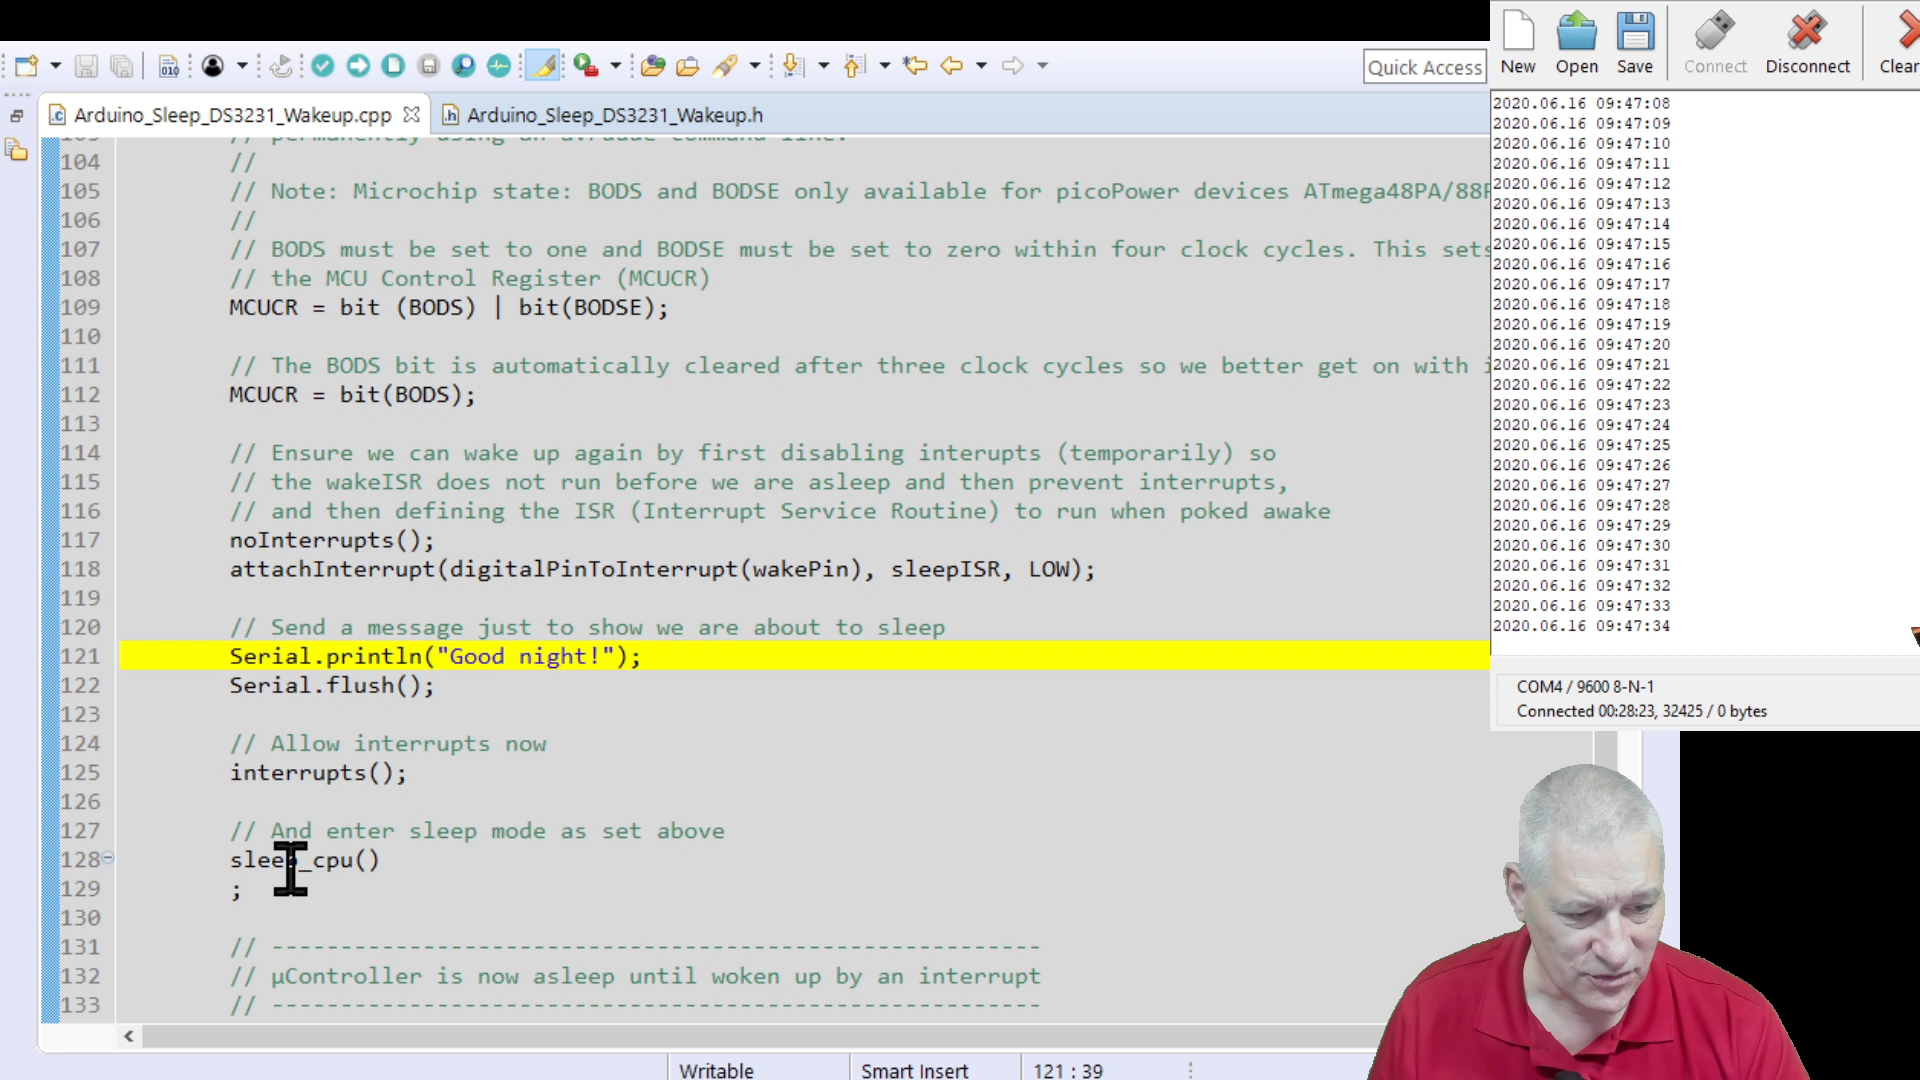 New Open Save Connect Disconnect Clear
Quick Access
Arduino_Sleep_DS3231_Wakeup.cpp
Arduino_Sleep_DS3231_Wakeup.h
104 //
105 // Note: Microchip state: BODS and BODSE only available for picoPower devices ATmega48PA/88
106 //
107 // BODS must be set to one and BODSE must be set to zero within four clock cycles. This sets
108 // the MCU Control Register (MCUCR)
109 MCUCR = bit (BODS) | bit(BODSE);
110
111 // The BODS bit is automatically cleared after three clock cycles so we better get on with
112 MCUCR = bit(BODS);
113
114 // Ensure we can wake up again by first disabling interupts (temporarily) so
115 // the wakeISR does not run before we are asleep and then prevent interrupts,
116 // and then defining the ISR (Interrupt Service Routine) to run when poked awake
117 noInterrupts();
118 attachInterrupt(digitalPinToInterrupt(wakePin), sleepISR, LOW);
119
120 // Send a message just to show we are about to sleep
121 Serial.println("Good night!");
122 Serial.flush();
123
124 // Allow interrupts now
125 interrupts();
126
127 // And enter sleep mode as set above
128 sleep_cpu()
129 ;
130
131 // --------------------------------------------------------
132 // µController is now asleep until woken up by an interrupt
133 // --------------------------------------------------------
Writable Smart Insert 121 : 39
2020.06.16 09:47:08
2020.06.16 09:47:09
2020.06.16 09:47:10
2020.06.16 09:47:11
2020.06.16 09:47:12
2020.06.16 09:47:13
2020.06.16 09:47:14
2020.06.16 09:47:15
2020.06.16 09:47:16
2020.06.16 09:47:17
2020.06.16 09:47:18
2020.06.16 09:47:19
2020.06.16 09:47:20
2020.06.16 09:47:21
2020.06.16 09:47:22
2020.06.16 09:47:23
2020.06.16 09:47:24
2020.06.16 09:47:25
2020.06.16 09:47:26
2020.06.16 09:47:27
2020.06.16 09:47:28
2020.06.16 09:47:29
2020.06.16 09:47:30
2020.06.16 09:47:31
2020.06.16 09:47:32
2020.06.16 09:47:33
2020.06.16 09:47:34
COM4 / 9600 8-N-1
Connected 00:28:23, 32425 / 0 bytes